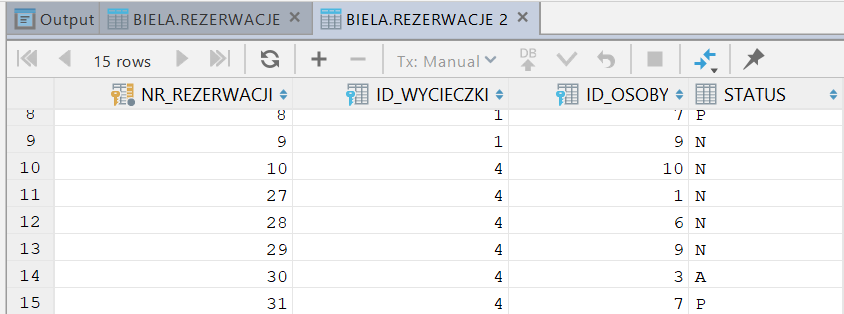 Output BIELA.REZERWACJE BIELA.REZERWACJE 2
15 rows Tx: Manual DB
NR_REZERWACJI ID_WYCIECZKI ID_OSOBY STATUS
8 8 1 7 P
9 9 1 9 N
10 10 4 10 N
11 27 4 1 N
12 28 4 6 N
13 29 4 9 N
14 30 4 3 A
15 31 4 7 P